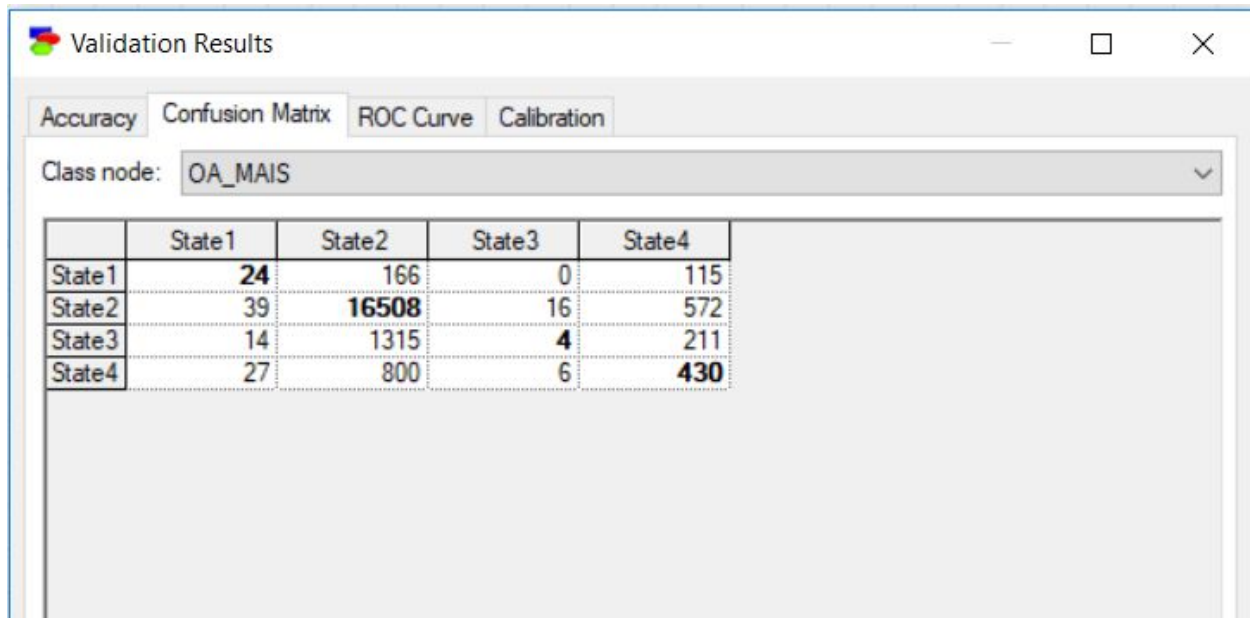 Validation Results
Accuracy Confusion Matrix ROC Curve Calibration
Class node: OA_MAIS
State1 State2 State3 State4
State1 24 166 0 115
State2 39 16508 16 572
State3 14 1315 4 211
State4 27 800 6 430